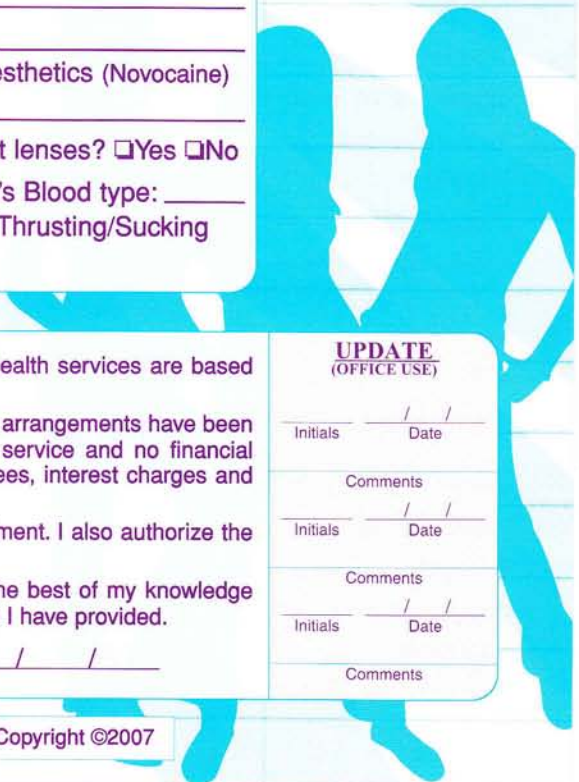 esthetics (Novocaine)
t lenses? ❑Yes ❑No
's Blood type: _____
Thrusting/Sucking
ealth services are based
arrangements have been
service and no financial
ees, interest charges and
ment. I also authorize the
he best of my knowledge
I have provided.
/ /
Copyright ©2007
UPDATE
(OFFICE USE)
/ /
Initials Date
Comments
/ /
Initials Date
Comments
/ /
Initials Date
Comments